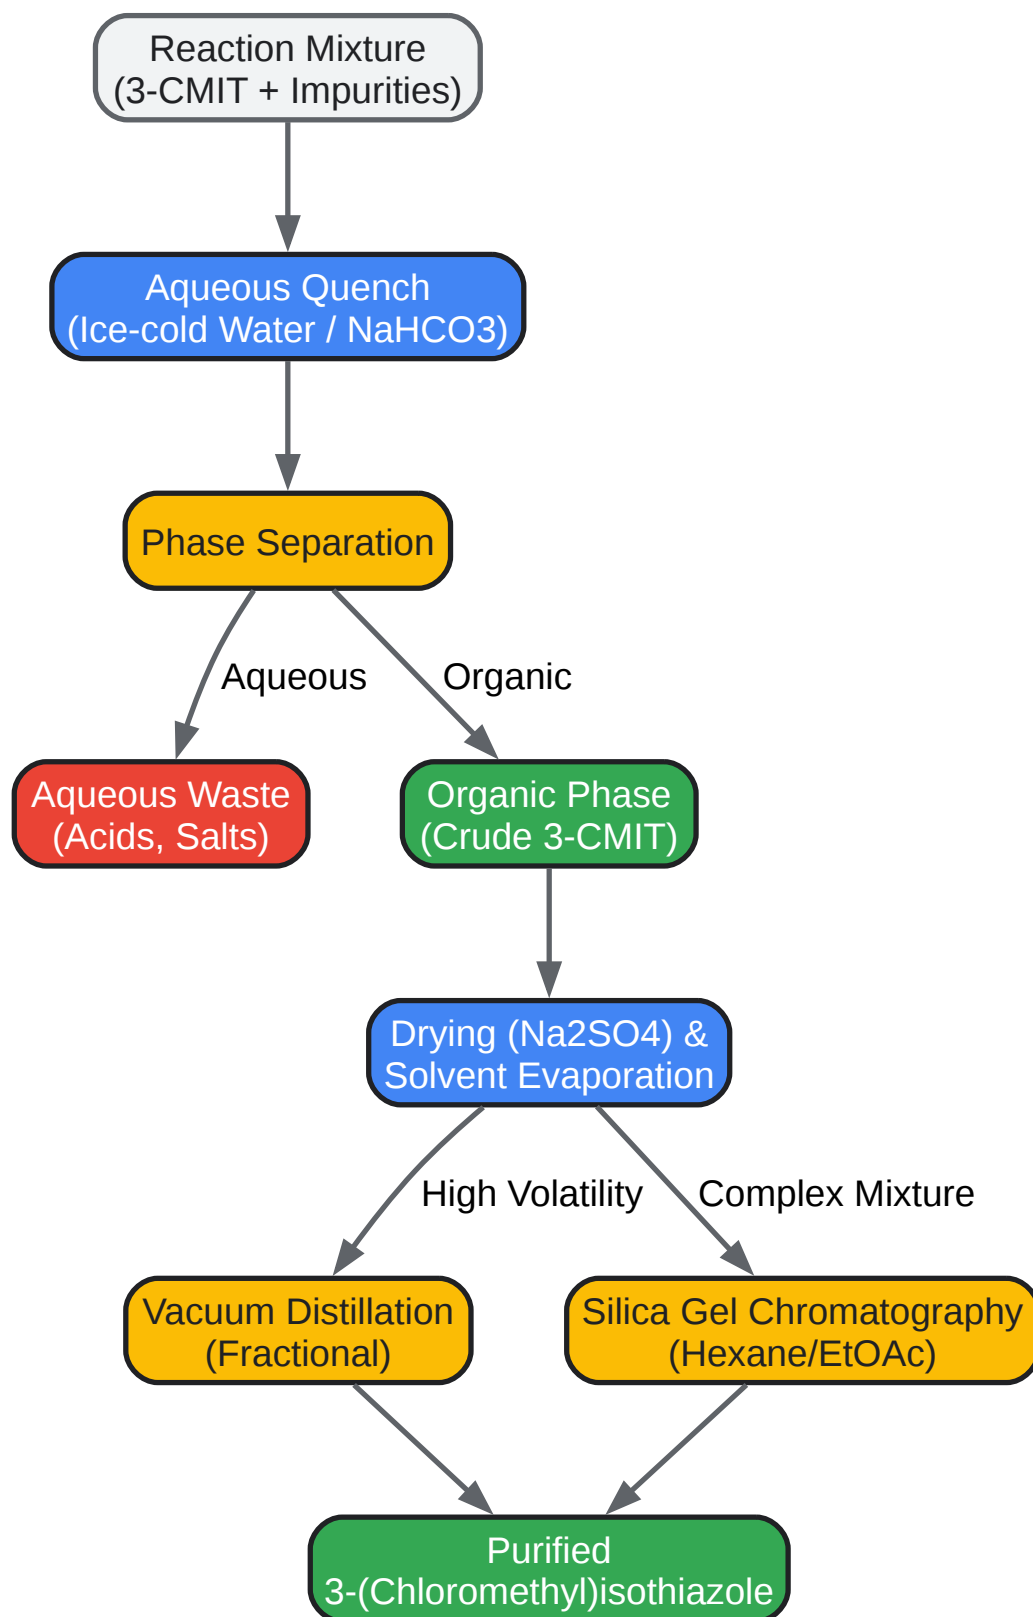 Reaction Mixture
(3-CMIT + Impurities)
Aqueous Quench
(Ice-cold Water / NaHCO3)
Phase Separation
Aqueous
Organic
Aqueous Waste
(Acids, Salts)
Organic Phase
(Crude 3-CMIT)
Drying (Na2SO4) &
Solvent Evaporation
High Volatility
Complex Mixture
Vacuum Distillation
(Fractional)
Silica Gel Chromatography
(Hexane/EtOAc)
Purified
3-(Chloromethyl)isothiazole